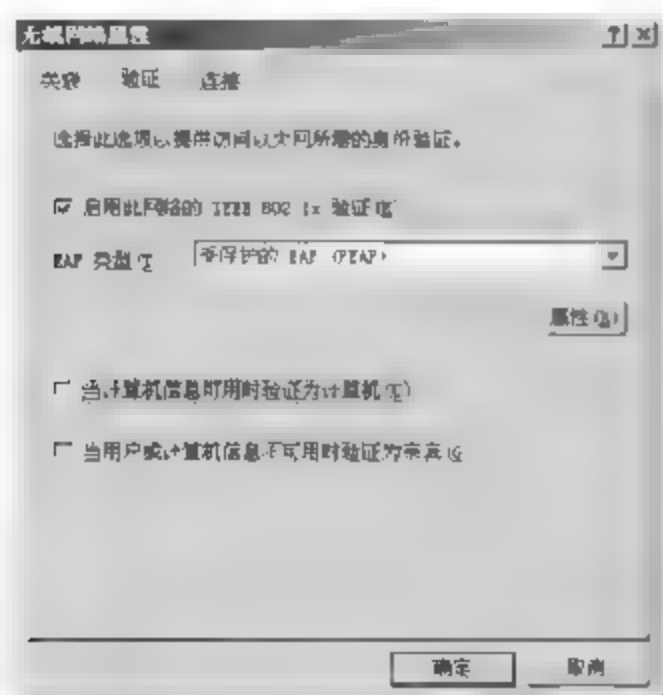 无线网络属性
关联 验证 连接
选择此选项以提供访问以太网所需的身份验证。
启用此网络的 IEEE 802.1x 验证(E)
EAP 类型(T) 受保护的 EAP (PEAP)
属性(R)
当计算机信息可用时验证为计算机(C)
当用户或计算机信息不可用时验证为来宾(G)
确定 取消